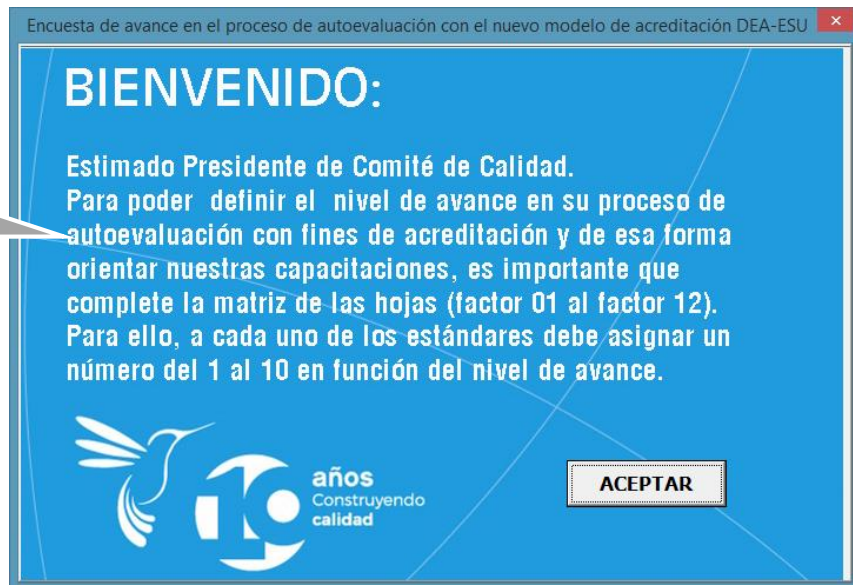 Encuesta de avance en el proceso de autoevaluación con el nuevo modelo de acreditación DEA-ESU
BIENVENIDO:
Estimado Presidente de Comité de Calidad.
Para poder definir el nivel de avance en su proceso de
autoevaluación con fines de acreditación y de esa forma
orientar nuestras capacitaciones, es importante que
complete la matriz de las hojas (factor 01 al factor 12).
Para ello, a cada uno de los estándares debe asignar un
número del 1 al 10 en función del nivel de avance.
10 años
Construyendo
calidad
ACEPTAR